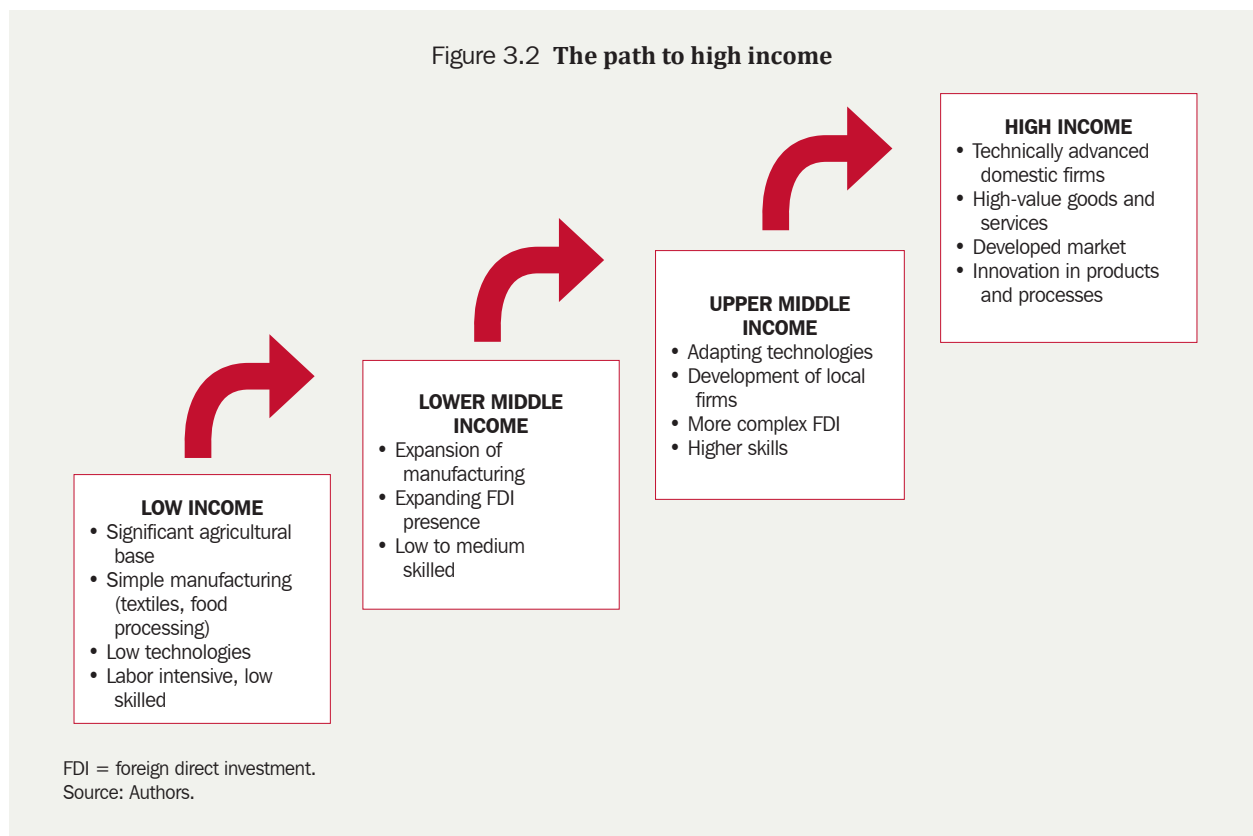 Figure 3.2 The path to high income
HIGH INCOME
• Technically advanced
domestic firms
• High-value goods and
services
• Developed market
• Innovation in products
and processes
UPPER MIDDLE
INCOME
• Adapting technologies
• Development of local
firms
• More complex FDI
• Higher skills
LOWER MIDDLE
INCOME
• Expansion of
manufacturing
• Expanding FDI
presence
• Low to medium
skilled
LOW INCOME
• Significant agricultural
base
• Simple manufacturing
(textiles, food
processing)
• Low technologies
• Labor intensive, low
skilled
FDI = foreign direct investment.
Source: Authors.